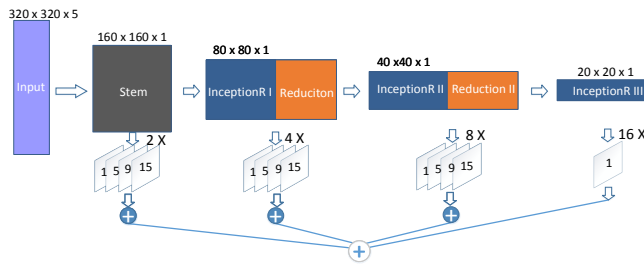 320 x 320 x 5
160 x 160 x 1
80 x 80 x 1
40 x40 x 1
20 x 20 x 1
Input
Stem
InceptionR I
Reduciton
InceptionR II
Reduction II
InceptionR III
2 X
4 X
8 X
16 X
1 5 9 15
1 5 9 15
1 5 9 15
1